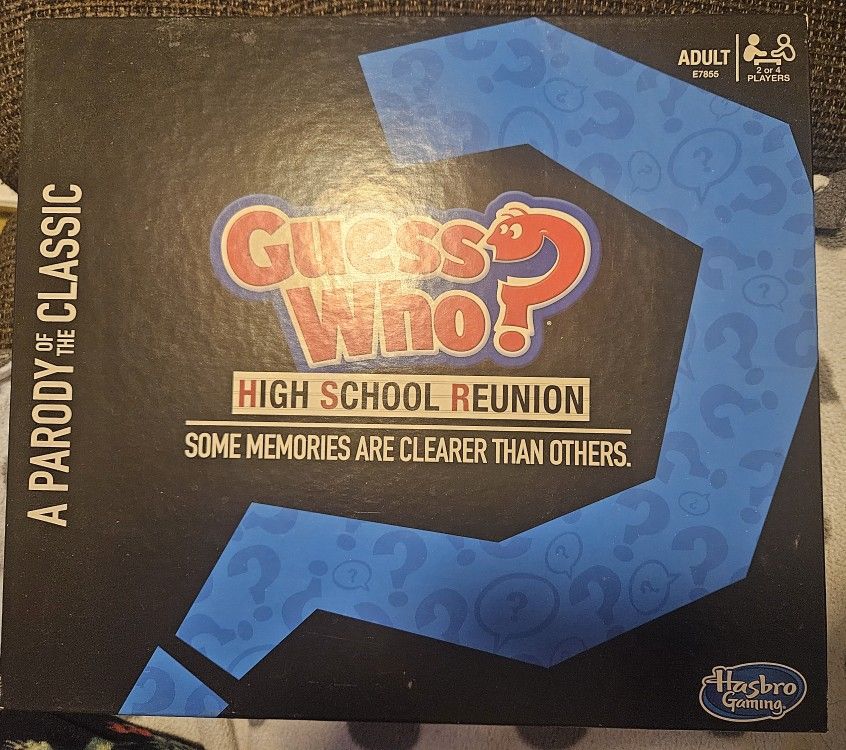 ADULT
E7855
2 or 4
PLAYERS
A PARODY OF THE CLASSIC
GUESS
WHO?
HIGH SCHOOL REUNION
SOME MEMORIES ARE CLEARER THAN OTHERS.
Hasbro
Gaming